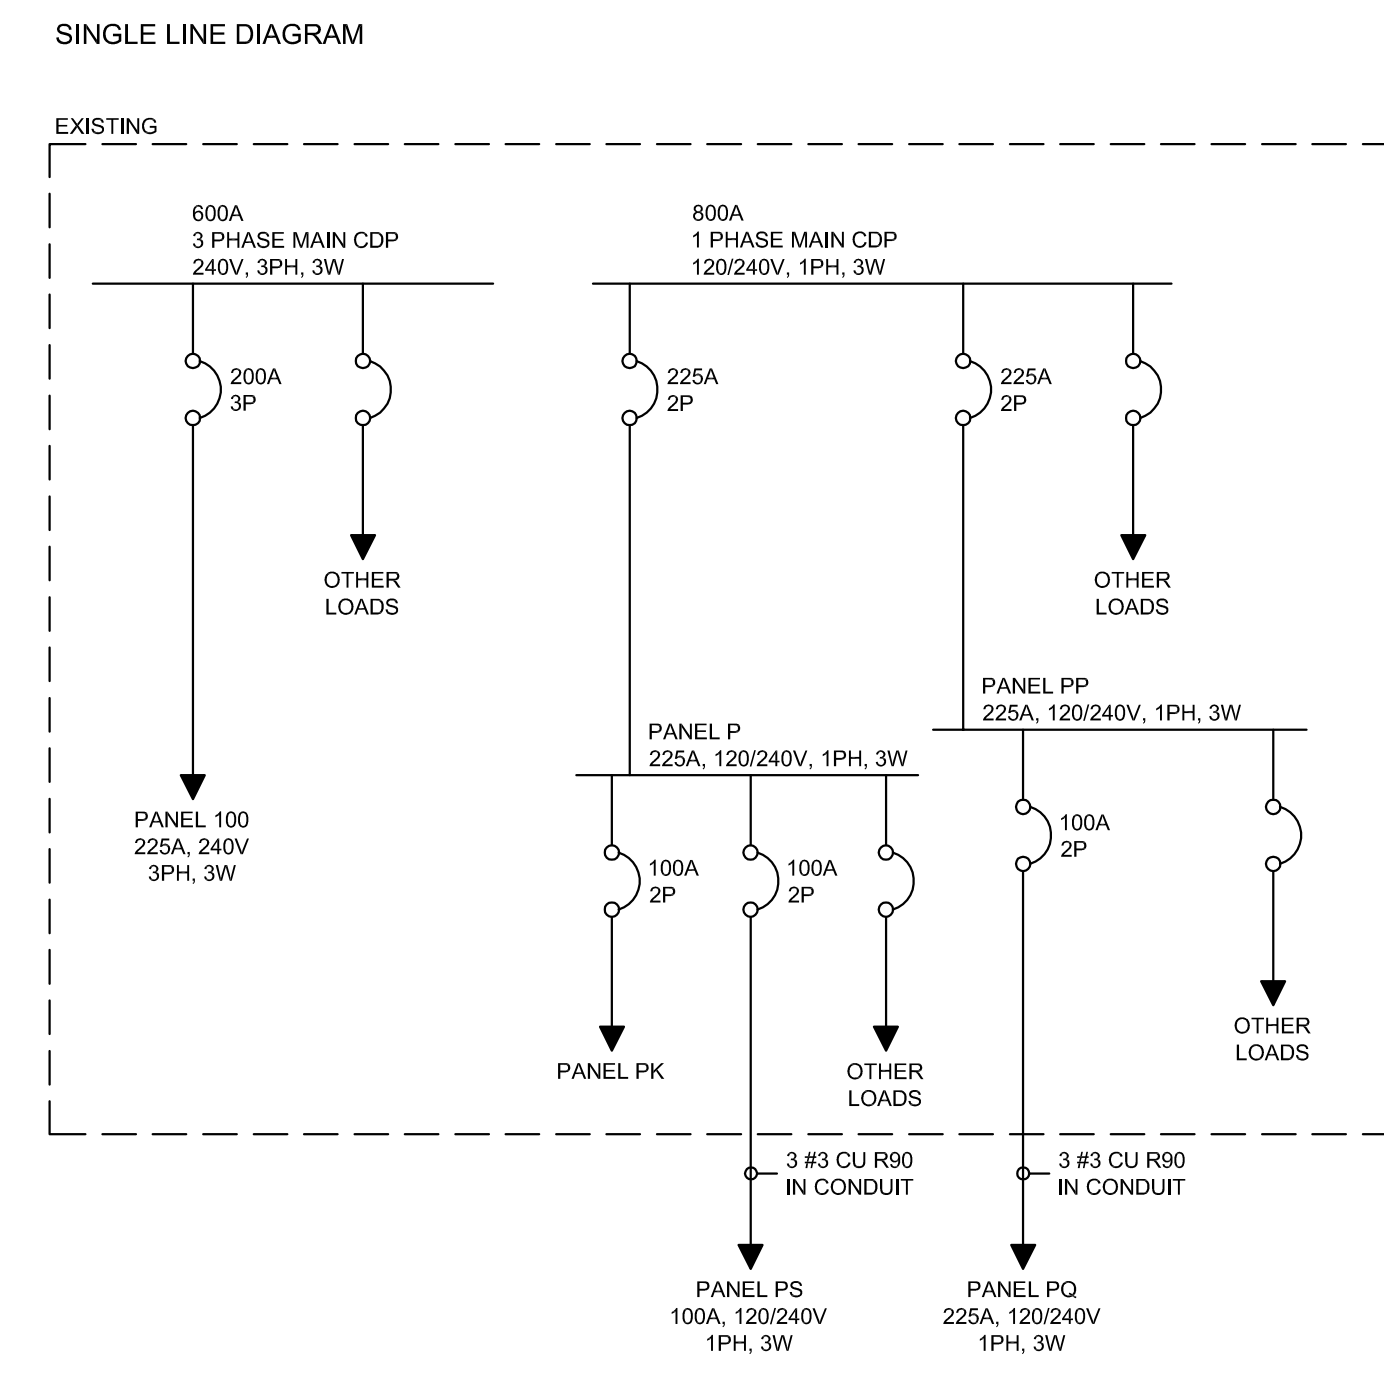 SINGLE LINE DIAGRAM
EXISTING
600A
3 PHASE MAIN CDP
240V, 3PH, 3W
800A
1 PHASE MAIN CDP
120/240V, 1PH, 3W
200A
3P
225A
2P
225A
2P
OTHER
LOADS
OTHER
LOADS
PANEL PP
225A, 120/240V, 1PH, 3W
PANEL P
225A, 120/240V, 1PH, 3W
PANEL 100
225A, 240V
3PH, 3W
100A
2P
100A
2P
100A
2P
PANEL PK
OTHER
LOADS
OTHER
LOADS
3 #3 CU R90
IN CONDUIT
3 #3 CU R90
IN CONDUIT
PANEL PS
100A, 120/240V
1PH, 3W
PANEL PQ
225A, 120/240V
1PH, 3W